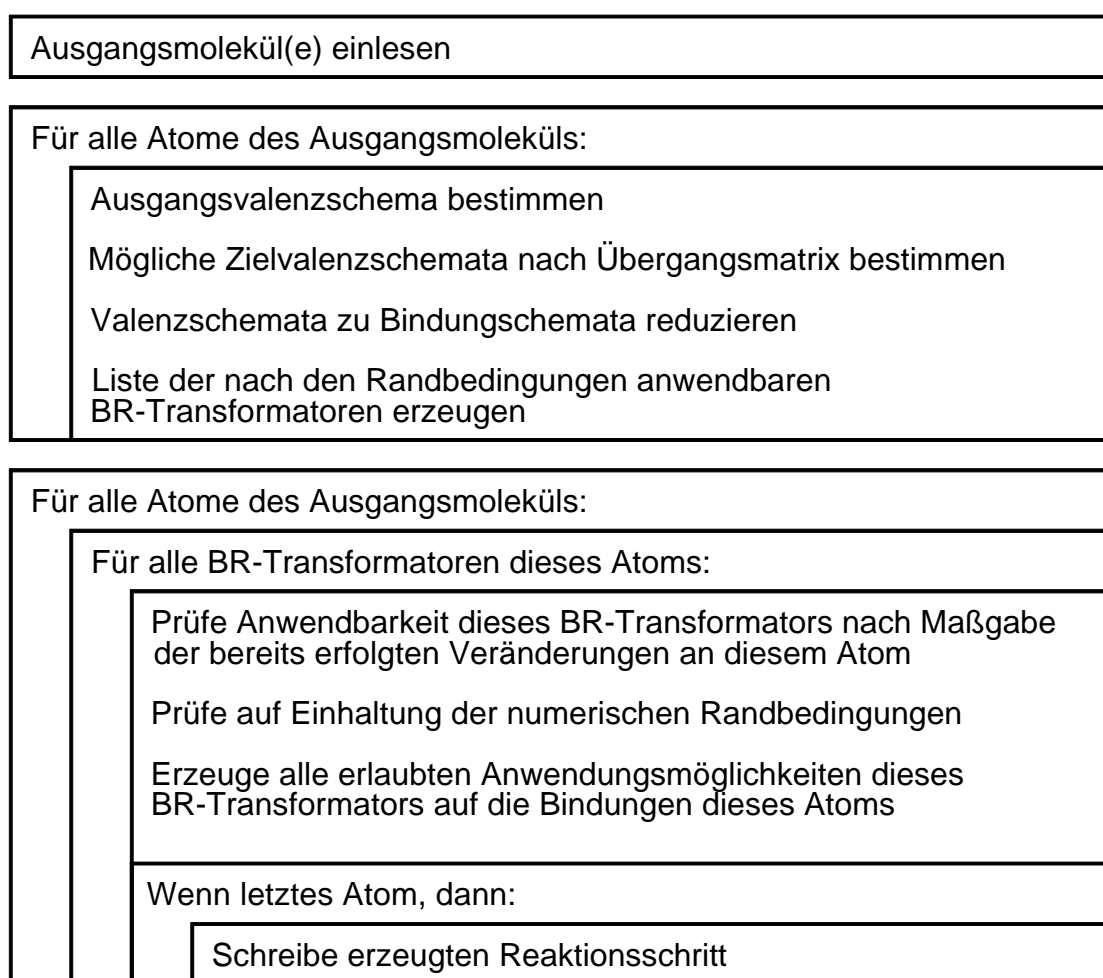 Ausgangsmolekül(e) einlesen
Für alle Atome des Ausgangsmoleküls:
Ausgangsvalenzschema bestimmen
Mögliche Zielvalenzschemata nach Übergangsmatrix bestimmen
Valenzschemata zu Bindungschemata reduzieren
Liste der nach den Randbedingungen anwendbaren
BR-Transformatoren erzeugen
Für alle Atome des Ausgangsmoleküls:
Für alle BR-Transformatoren dieses Atoms:
Prüfe Anwendbarkeit dieses BR-Transformators nach Maßgabe
der bereits erfolgten Veränderungen an diesem Atom
Prüfe auf Einhaltung der numerischen Randbedingungen
Erzeuge alle erlaubten Anwendungsmöglichkeiten dieses
BR-Transformators auf die Bindungen dieses Atoms
Wenn letztes Atom, dann:
Schreibe erzeugten Reaktionsschritt